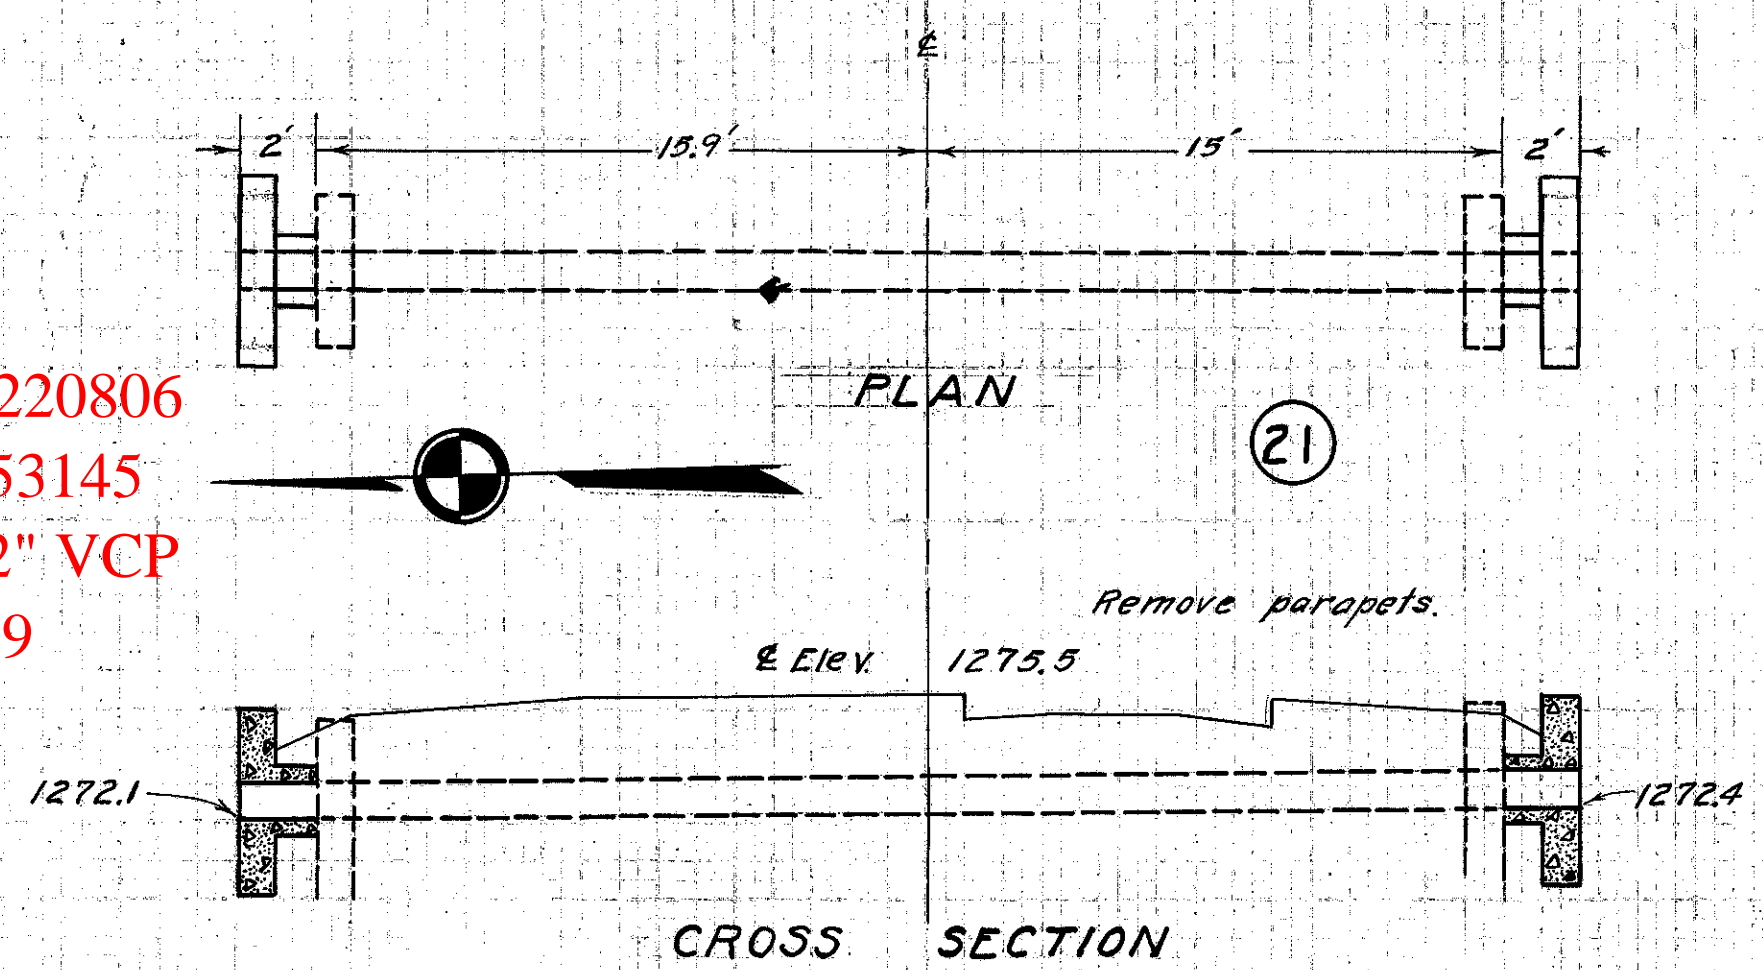 ℄
2' 15.9' 15' 2'
PLAN
220806
53145
2" VCP
9
21
Remove parapets.
℄ Elev. 1275.5
1272.1
1272.4
CROSS SECTION